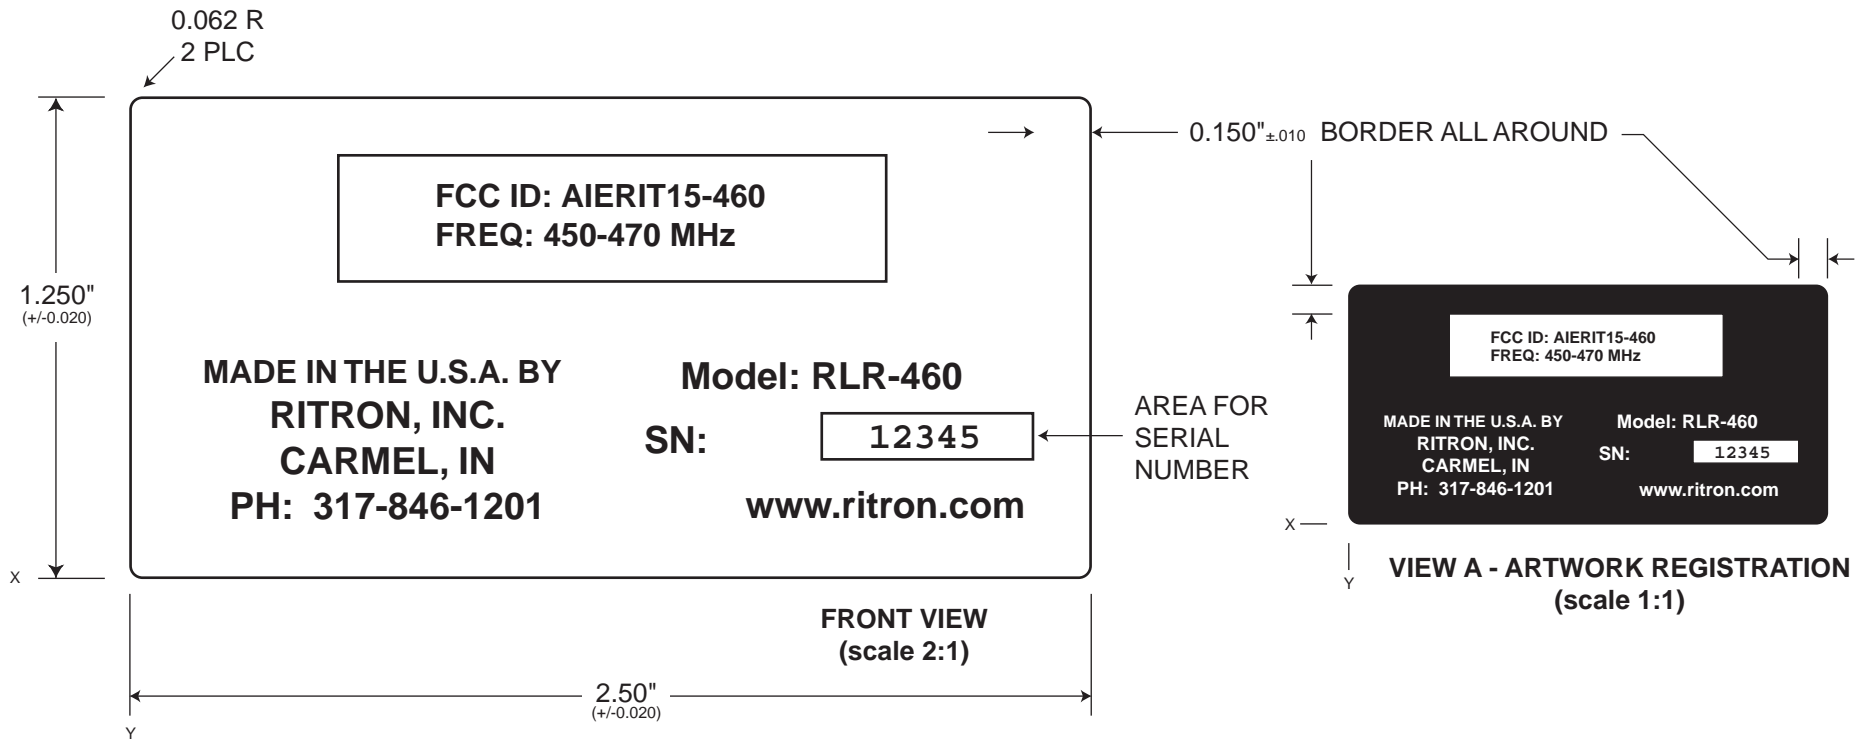 0.062 R
2 PLC
0.150"±.010 BORDER ALL AROUND
FCC ID: AIERIT15-460
FREQ: 450-470 MHz
1.250"
(+/-0.020)
MADE IN THE U.S.A. BY
RITRON, INC.
CARMEL, IN
PH: 317-846-1201
Model: RLR-460
SN: 12345
www.ritron.com
AREA FOR
SERIAL
NUMBER
X
FRONT VIEW
(scale 2:1)
2.50"
(+/-0.020)
Y
FCC ID: AIERIT15-460
FREQ: 450-470 MHz
MADE IN THE U.S.A. BY
RITRON, INC.
CARMEL, IN
PH: 317-846-1201
Model: RLR-460
SN: 12345
www.ritron.com
X
Y
VIEW A - ARTWORK REGISTRATION
(scale 1:1)